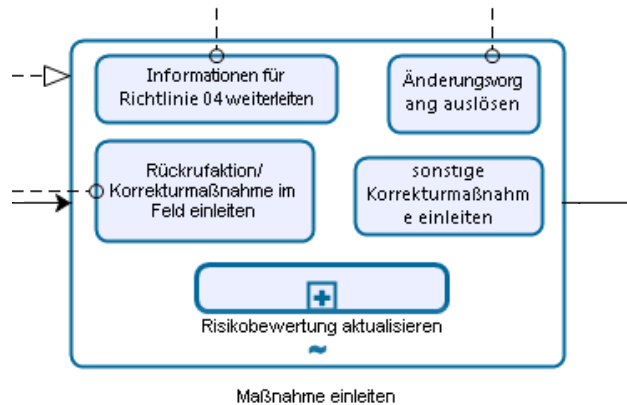 Informationen für
Richtlinie 04 weiterleiten
Änderungsvorg
ang auslösen
Rückrufaktion/
Korrekturmaßnahme im
Feld einleiten
sonstige
Korrekturmaßnahm
e einleiten
Risikobewertung aktualisieren
~
Maßnahme einleiten